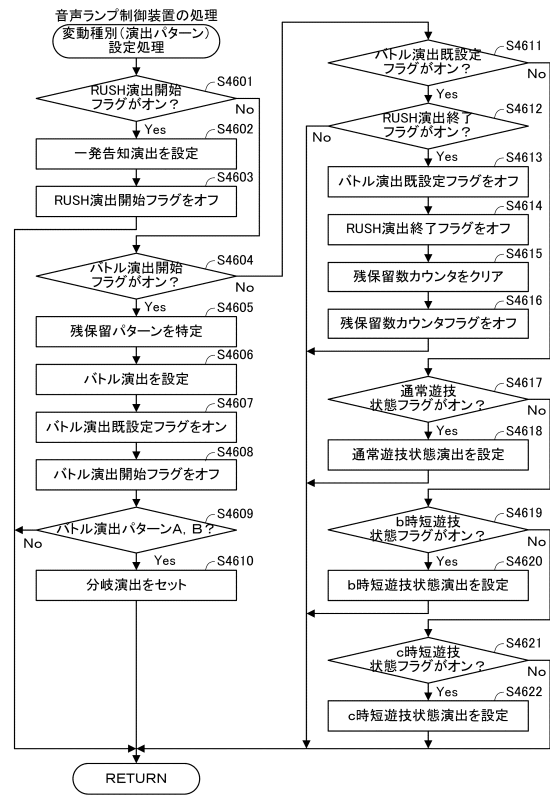 音声ランプ制御装置の処理
変動種別(演出パターン)
設定処理
RUSH演出開始
フラグがオン?
S4601
No
Yes
S4602
一発告知演出を設定
S4603
RUSH演出開始フラグをオフ
バトル演出開始
フラグがオン?
S4604
No
Yes
S4605
残保留パターンを特定
S4606
バトル演出を設定
S4607
バトル演出既設定フラグをオン
S4608
バトル演出開始フラグをオフ
S4609
バトル演出パターンA, B?
No
Yes
S4610
分岐演出をセット
RETURN
バトル演出既設定
フラグがオン?
S4611
No
Yes
S4612
RUSH演出終了
フラグがオン?
No
Yes
S4613
バトル演出既設定フラグをオフ
S4614
RUSH演出終了フラグをオフ
S4615
残保留数カウンタをクリア
S4616
残保留数カウンタフラグをオフ
通常遊技
状態フラグがオン?
S4617
No
Yes
S4618
通常遊技状態演出を設定
b時短遊技
状態フラグがオン?
S4619
No
Yes
S4620
b時短遊技状態演出を設定
c時短遊技
状態フラグがオン?
S4621
No
Yes
S4622
c時短遊技状態演出を設定